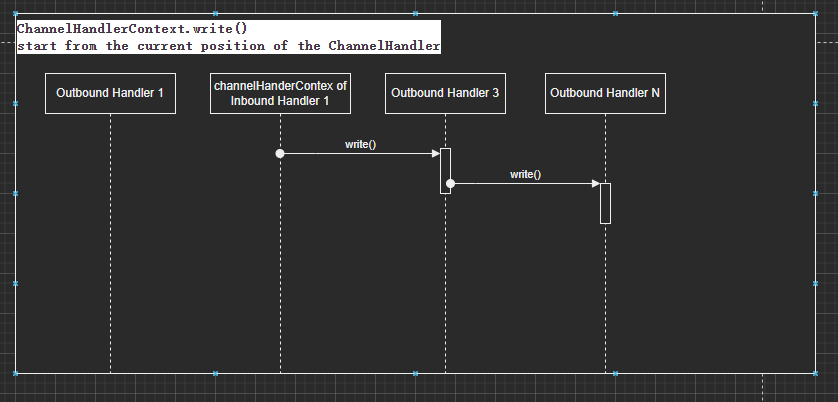 ChannelHandlerContext.write()
start from the current position of the ChannelHandler
Outbound Handler 1
channelHanderContex of
Inbound Handler 1
Outbound Handler 3
Outbound Handler N
write()
write()